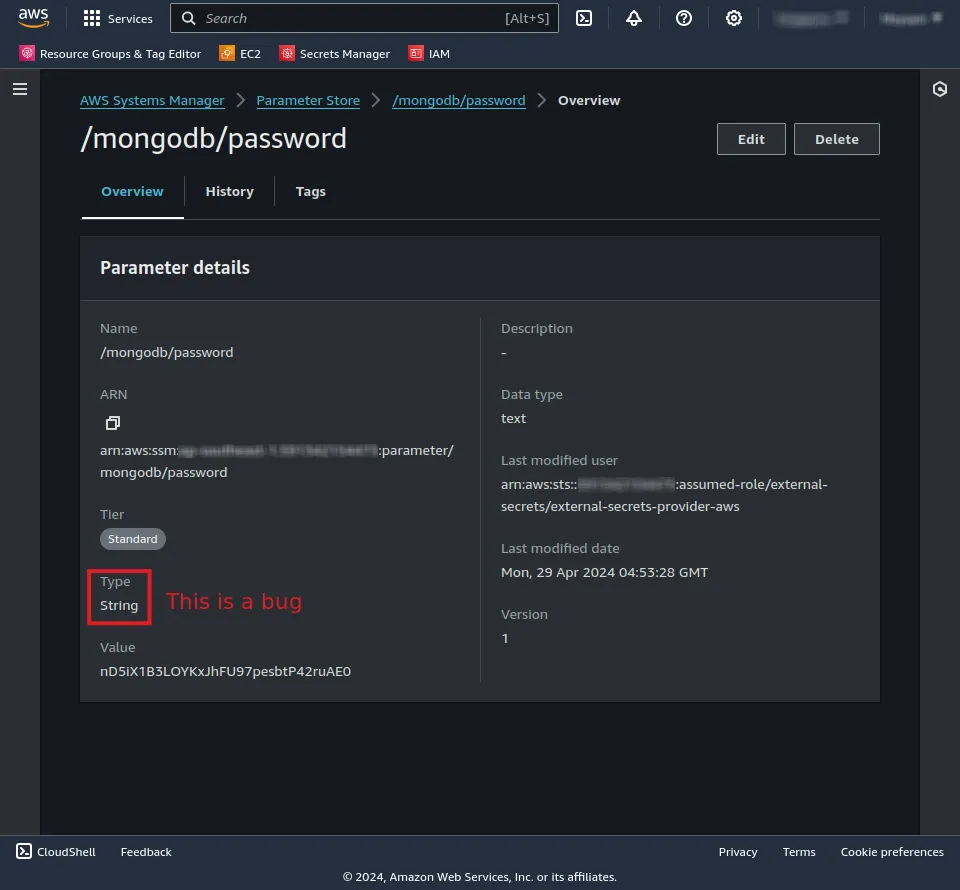 aws
Services
Search [Alt+S]
Resource Groups & Tag Editor EC2 Secrets Manager IAM
AWS Systems Manager Parameter Store /mongodb/password Overview
/mongodb/password
Edit Delete
Overview History Tags
Parameter details
Name
/mongodb/password
ARN
arn:aws:ssm: :parameter/
mongodb/password
Tier
Standard
Type
String
This is a bug
Value
nD5iX1B3LOYKxJhFU97pesbtP42ruAE0
Description
-
Data type
text
Last modified user
arn:aws:sts:: :assumed-role/external-
secrets/external-secrets-provider-aws
Last modified date
Mon, 29 Apr 2024 04:53:28 GMT
Version
1
CloudShell Feedback Privacy Terms Cookie preferences
© 2024, Amazon Web Services, Inc. or its affiliates.